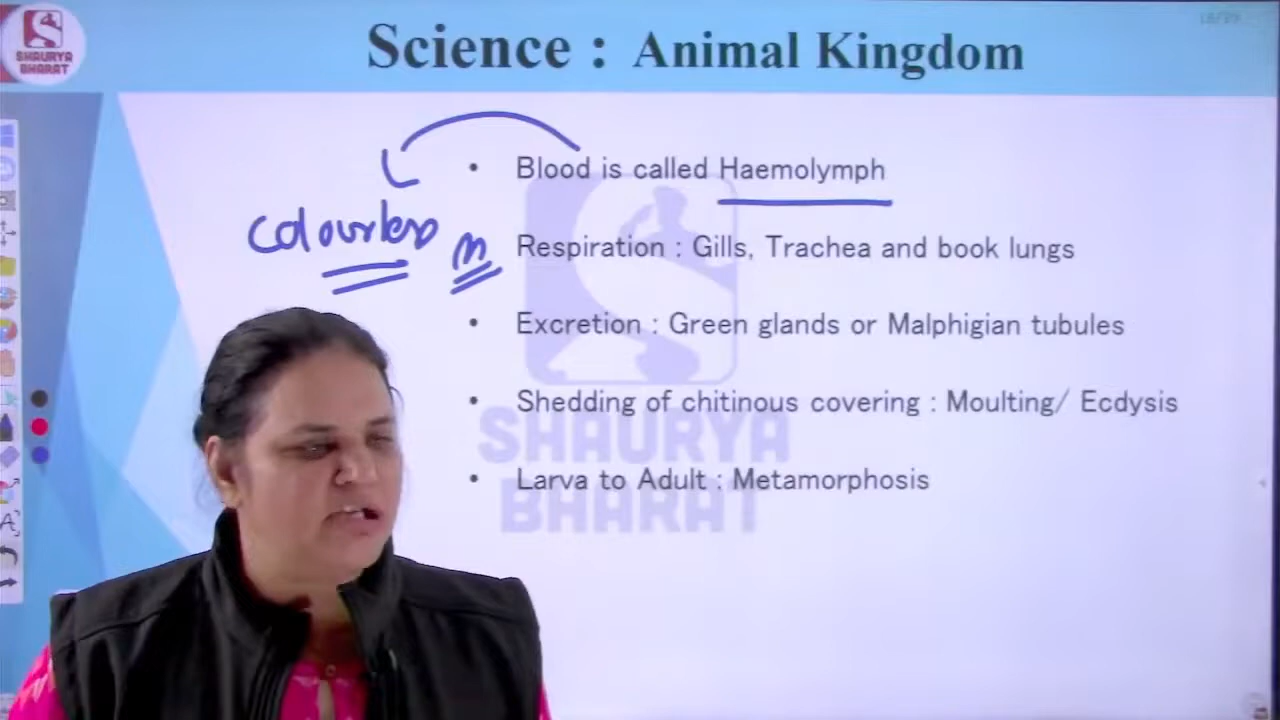 SHAURYA
BHARAT
Science : Animal Kingdom
• Blood is called Haemolymph
colourless
Respiration : Gills, Trachea and book lungs
• Excretion : Green glands or Malphigian tubules
• Shedding of chitinous covering : Moulting/ Ecdysis
• Larva to Adult : Metamorphosis
SHAURYA
BHARAT